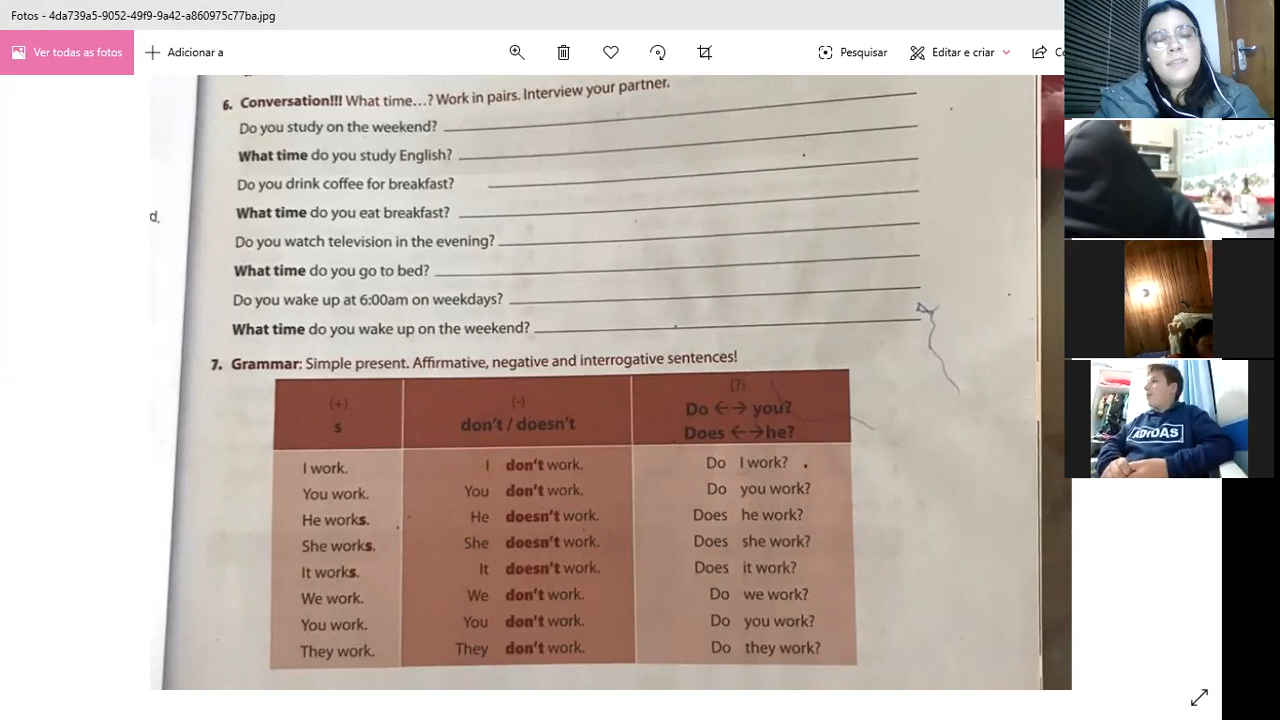 Fotos - 4da739a5-9052-49f9-9a42-a860975c77ba.jpg
Ver todas as fotos
Adicionar a
Pesquisar
Editar e criar
6. Conversation!!! What time...? Work in pairs. Interview your partner.
Do you study on the weekend?
What time do you study English?
Do you drink coffee for breakfast?
d.
What time do you eat breakfast?
Do you watch television in the evening?
What time do you go to bed?
Do you wake up at 6:00am on weekdays?
What time do you wake up on the weekend?
7. Grammar: Simple present. Affirmative, negative and interrogative sentences!
(+) (-) (?)
s don't / doesn't Do ←→ you?
Does ←→ he?
I work. I don't work. Do I work?
You work. You don't work. Do you work?
He works. He doesn't work. Does he work?
She works. She doesn't work. Does she work?
It works. It doesn't work. Does it work?
We work. We don't work. Do we work?
You work. You don't work. Do you work?
They work. They don't work. Do they work?
ADIDAS